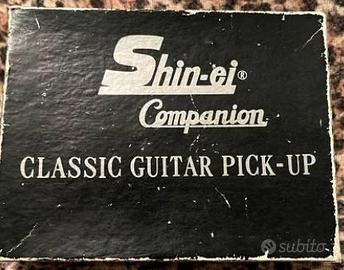 Shin-ei®
Companion
CLASSIC GUITAR PICK-UP
subito